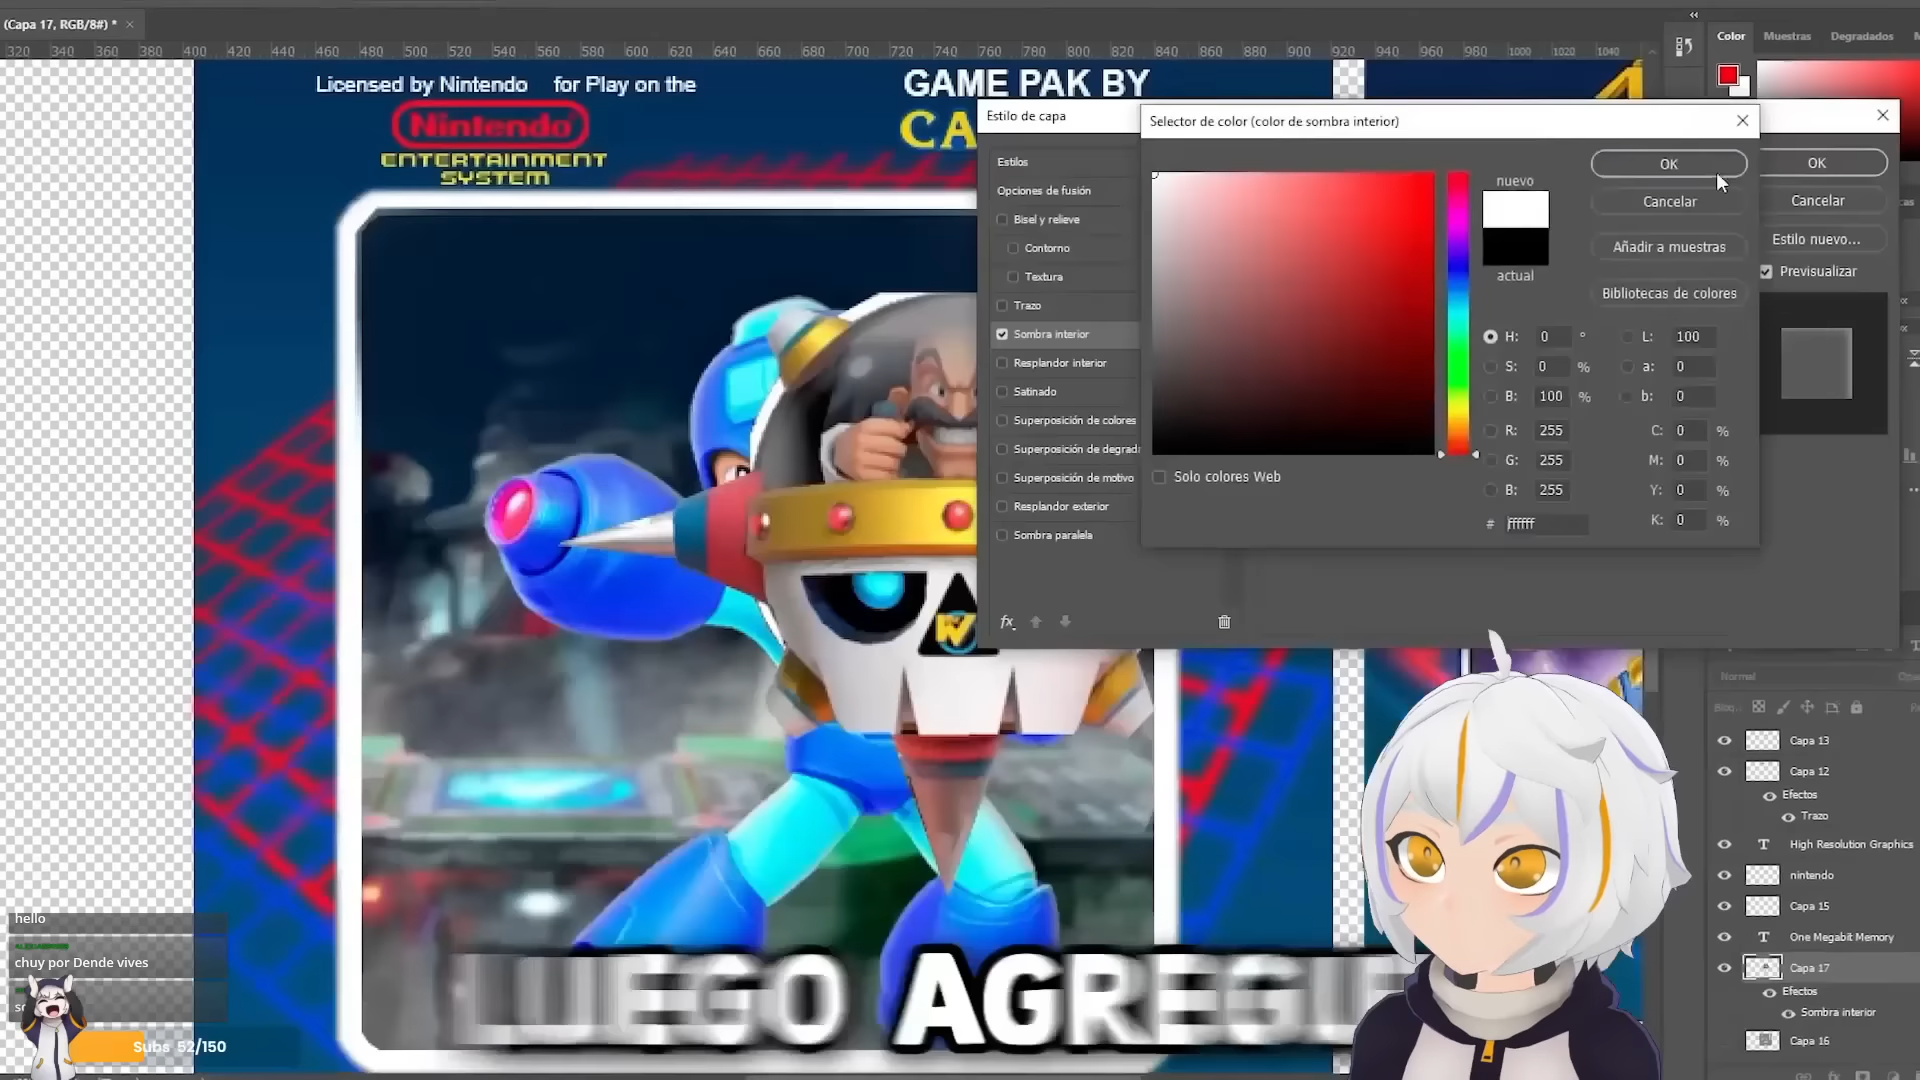 (Capa 17, RGB/8#) *
320 340 360 380 400 420 440 460 480 500 520 540 560 580 600 620 640 660 680 700 720 740 760 780 800 820 840 860 880 900 920 940 960 980 1000 1020 1040
Color Muestras Degradados
Licensed by Nintendo for Play on the
Nintendo
ENTERTAINMENT
SYSTEM
GAME PAK BY
CA
Estilo de capa
Estilos
Opciones de fusión
Bisel y relieve
Contorno
Textura
Trazo
Sombra interior
Resplandor interior
Satinado
Superposición de colores
Superposición de degrad
Superposición de motivo
Resplandor exterior
Sombra paralela
fx
Selector de color (color de sombra interior)
nuevo
actual
OK
Cancelar
Añadir a muestras
Bibliotecas de colores
H: 0 ° L: 100
S: 0 % a: 0
B: 100 % b: 0
R: 255 C: 0 %
G: 255 M: 0 %
B: 255 Y: 0 %
# ffffff K: 0 %
Solo colores Web
OK
Cancelar
Estilo nuevo...
Previsualizar
W
Normal
Capa 13
Capa 12
Efectos
Trazo
T High Resolution Graphics
nintendo
Capa 15
T One Megabit Memory
Capa 17
Efectos
Sombra interior
Capa 16
hello
chuy por Dende vives
Subs 52/150
LUEGO AGREGUE